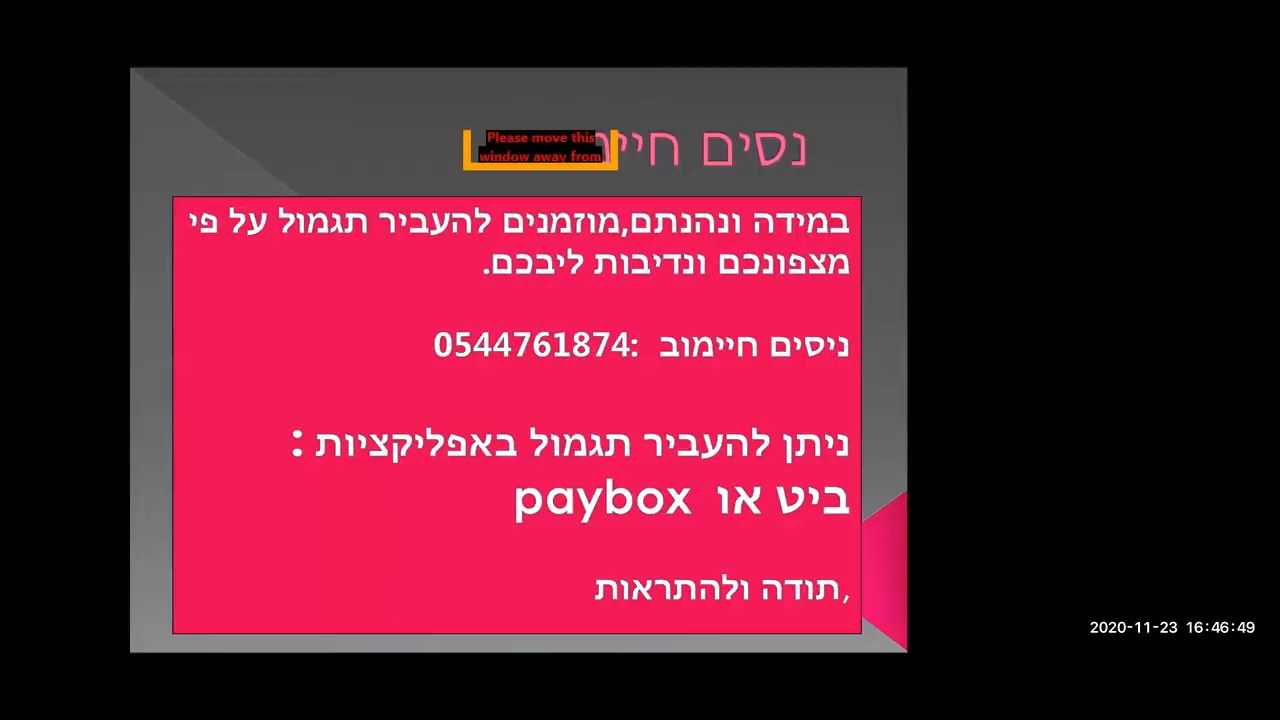 נסים
Please move this
window away from
במידה ונהנתם,מוזמנים להעביר תגמול על פי
מצפונכם ונדיבות ליבכם.
ניסים חיימוב :0544761874
ניתן להעביר תגמול באפליקציות :
ביט או paybox
תודה ולהתראות,
2020-11-23 16:46:49